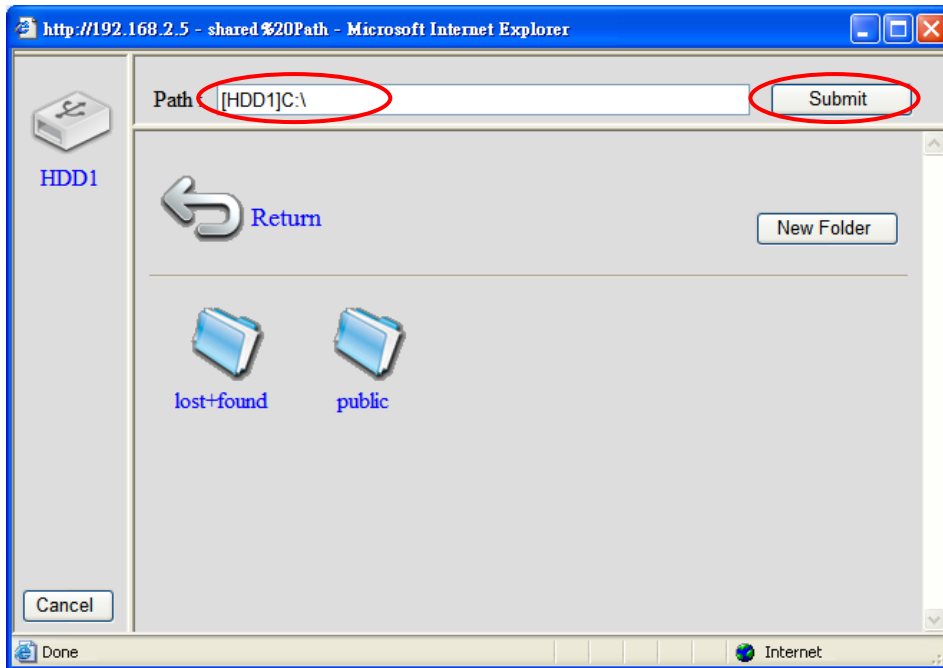 http://192.168.2.5 - shared%20Path - Microsoft Internet Explorer
Path : [HDD1]C:\ Submit
HDD1
Return
New Folder
lost+found public
Cancel
Done Internet